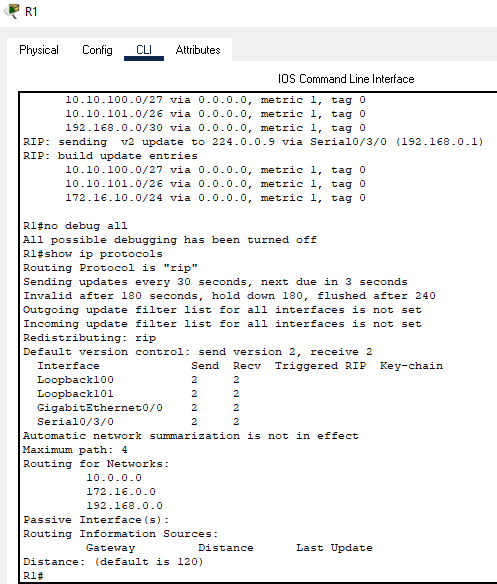 R1
Physical Config CLI Attributes
IOS Command Line Interface
10.10.100.0/27 via 0.0.0.0, metric 1, tag 0
10.10.101.0/26 via 0.0.0.0, metric 1, tag 0
192.168.0.0/30 via 0.0.0.0, metric 1, tag 0
RIP: sending  v2 update to 224.0.0.9 via Serial0/3/0 (192.168.0.1)
RIP: build update entries
10.10.100.0/27 via 0.0.0.0, metric 1, tag 0
10.10.101.0/26 via 0.0.0.0, metric 1, tag 0
172.16.10.0/24 via 0.0.0.0, metric 1, tag 0
R1#no debug all
All possible debugging has been turned off
R1#show ip protocols
Routing Protocol is "rip"
Sending updates every 30 seconds, next due in 3 seconds
Invalid after 180 seconds, hold down 180, flushed after 240
Outgoing update filter list for all interfaces is not set
Incoming update filter list for all interfaces is not set
Redistributing: rip
Default version control: send version 2, receive 2
Interface Send Recv Triggered RIP Key-chain
Loopback100 2 2
Loopback101 2 2
GigabitEthernet0/0 2 2
Serial0/3/0 2 2
Automatic network summarization is not in effect
Maximum path: 4
Routing for Networks:
10.0.0.0
172.16.0.0
192.168.0.0
Passive Interface(s):
Routing Information Sources:
Gateway Distance Last Update
Distance: (default is 120)
R1#